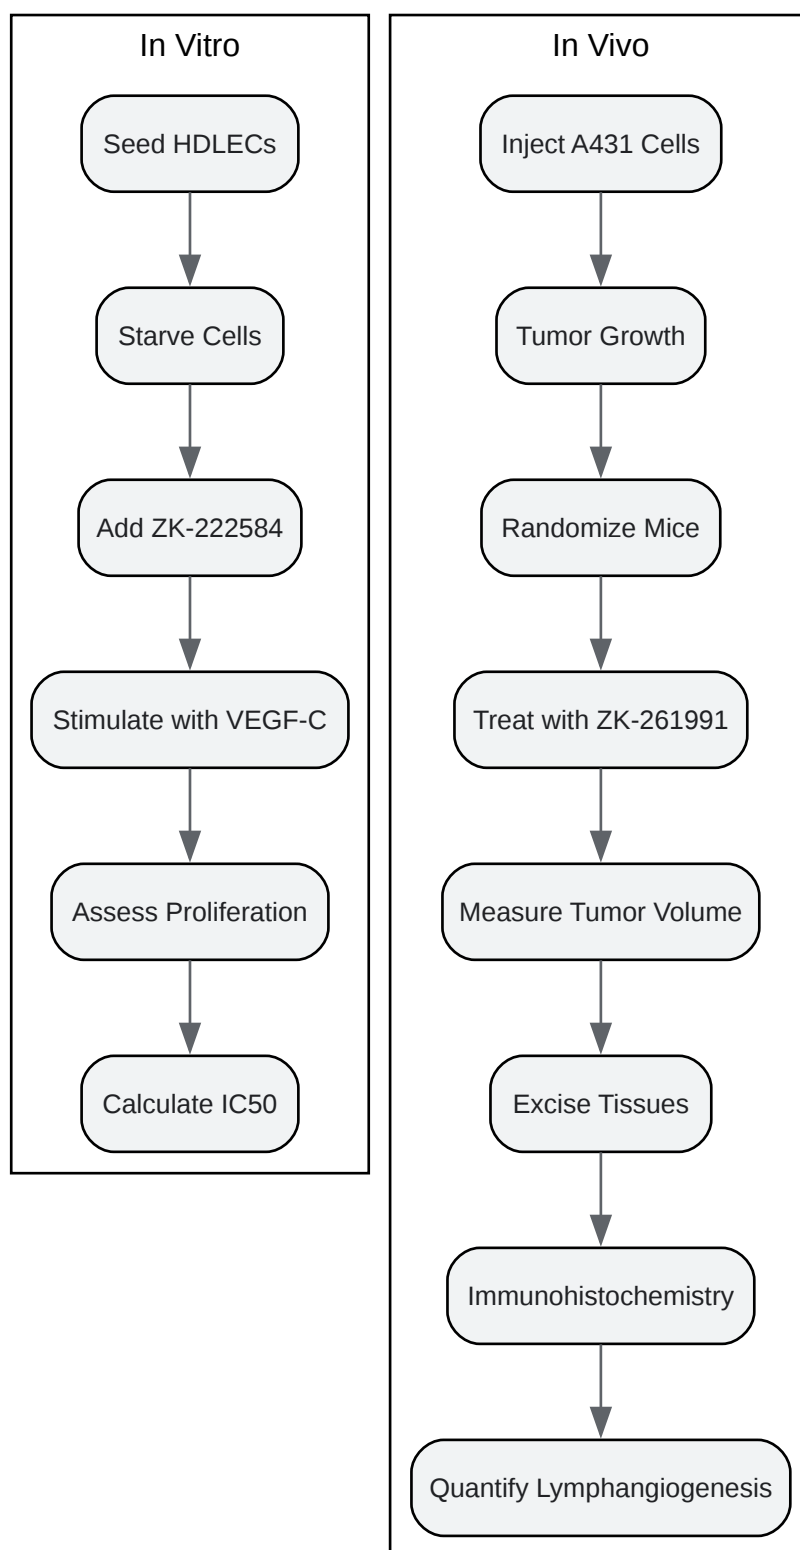 In Vitro
Seed HDLECs
Starve Cells
Add ZK-222584
Stimulate with VEGF-C
Assess Proliferation
Calculate IC50
In Vivo
Inject A431 Cells
Tumor Growth
Randomize Mice
Treat with ZK-261991
Measure Tumor Volume
Excise Tissues
Immunohistochemistry
Quantify Lymphangiogenesis